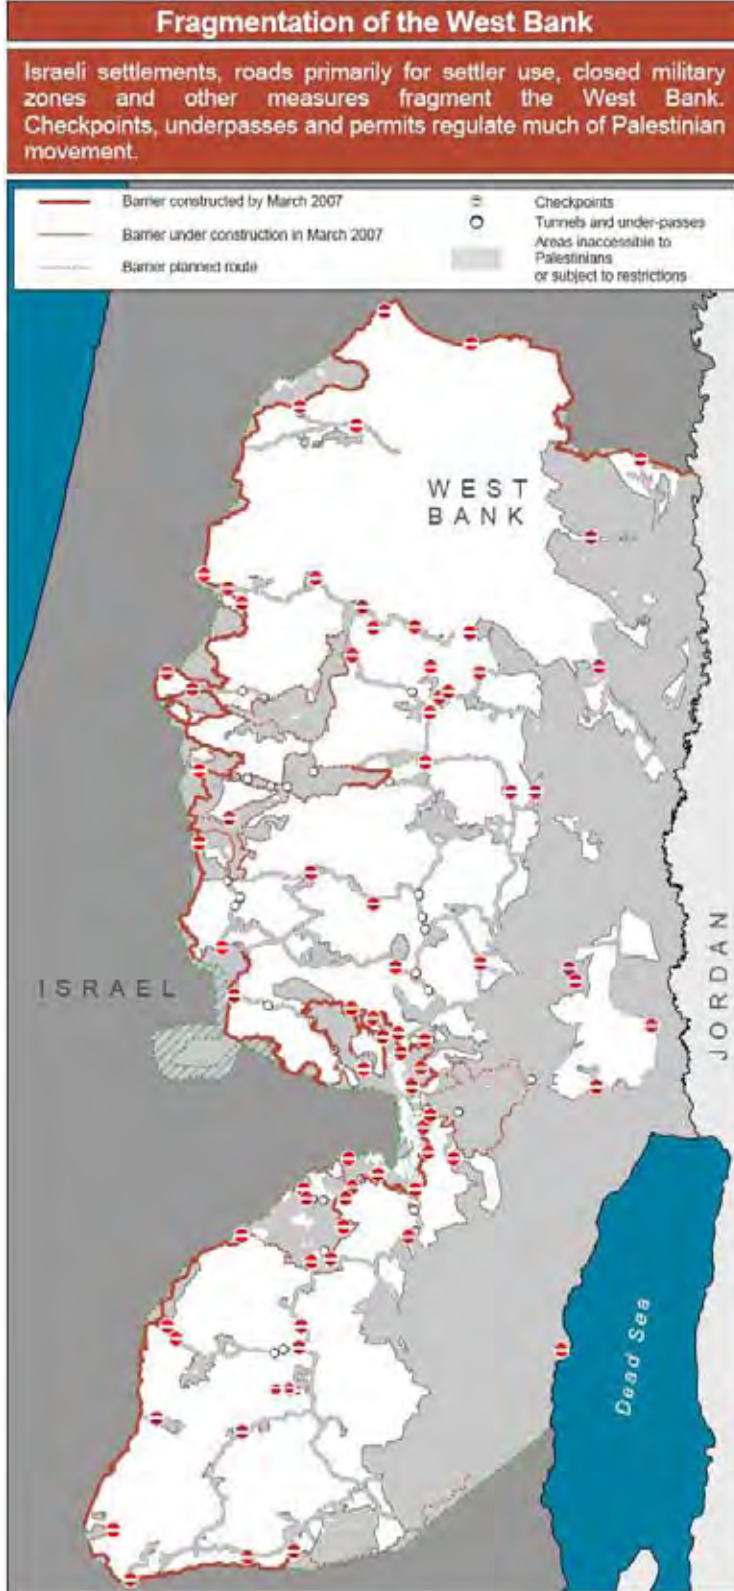 Fragmentation of the West Bank
Israeli settlements, roads primarily for settler use, closed military
zones and other measures fragment the West Bank.
Checkpoints, underpasses and permits regulate much of Palestinian
movement.
Barrier constructed by March 2007
Barrier under construction in March 2007
Barrier planned route
Checkpoints
Tunnels and under-passes
Areas inaccessible to
Palestinians
or subject to restrictions
WEST
BANK
ISRAEL
JORDAN
Dead Sea